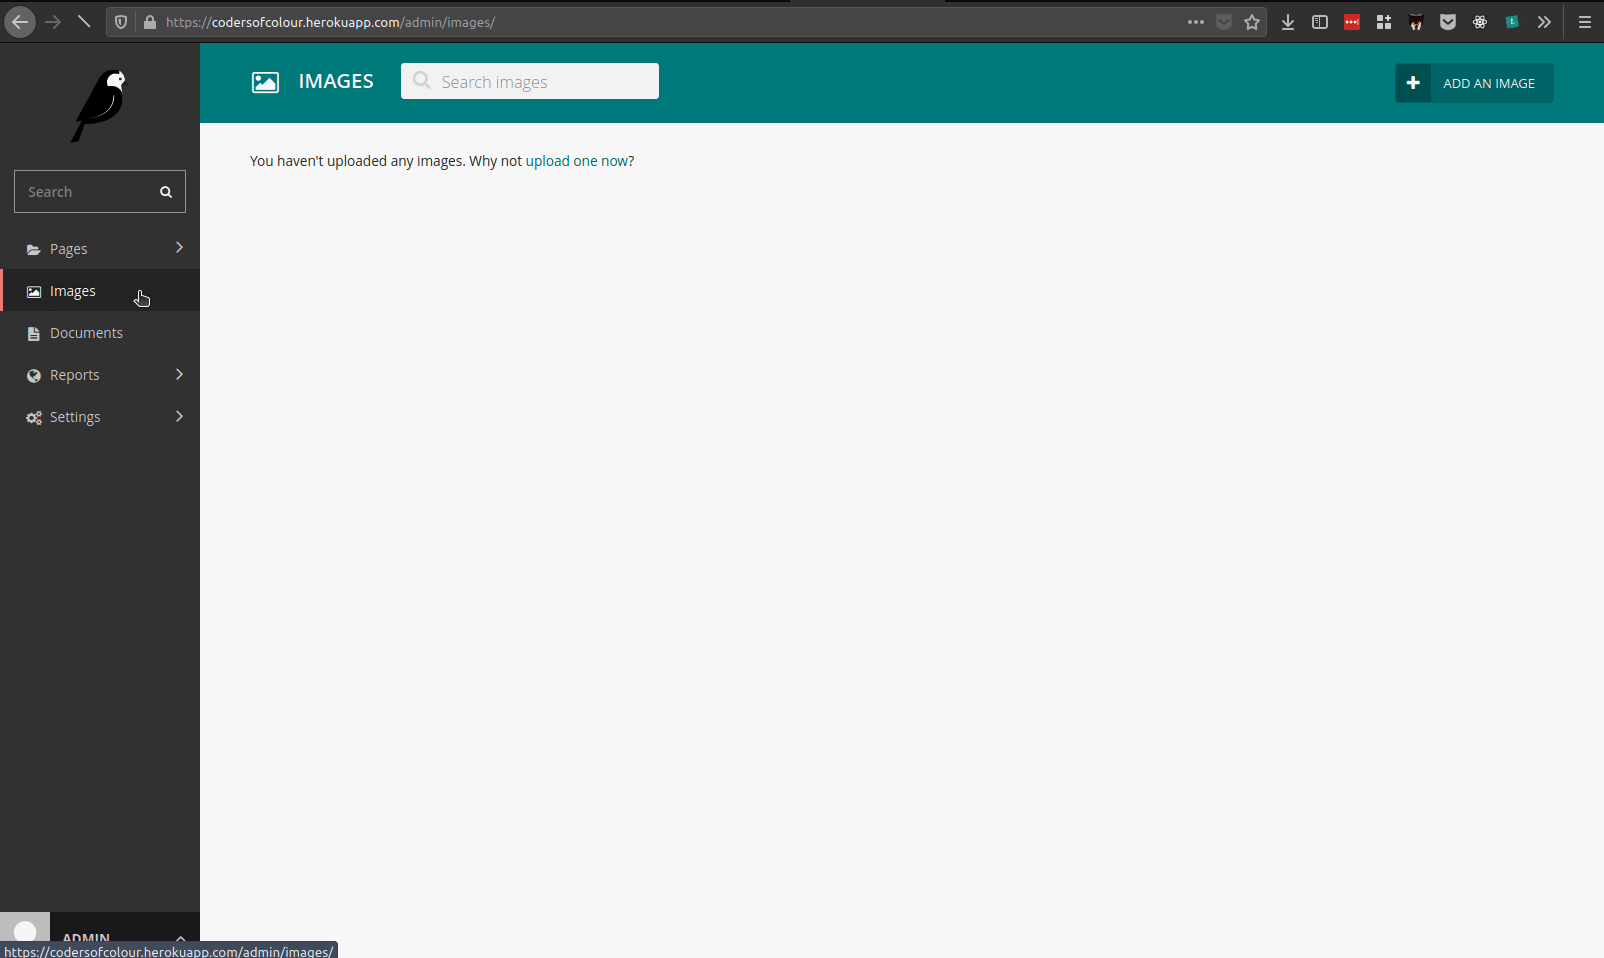 https://codersofcolour.herokuapp.com/admin/images/
IMAGES
Search images
ADD AN IMAGE
You haven't uploaded any images. Why not upload one now?
Search
Pages
Images
Documents
Reports
Settings
ADMIN
https://codersofcolour.herokuapp.com/admin/images/